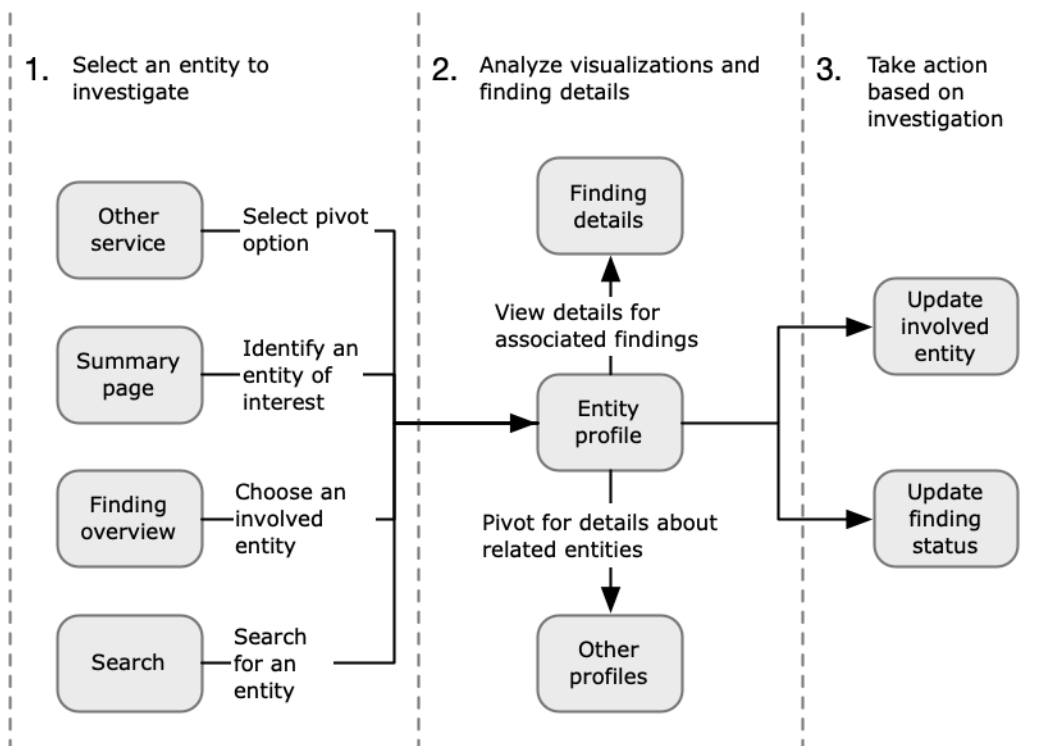 1. Select an entity to
investigate
2. Analyze visualizations and
finding details
3. Take action
based on
investigation
Other
service
Select pivot
option
Summary
page
Identify an
entity of
interest
Finding
overview
Choose an
involved
entity
Search
Search
for an
entity
Finding
details
View details for
associated findings
Entity
profile
Pivot for details about
related entities
Other
profiles
Update
involved
entity
Update
finding
status